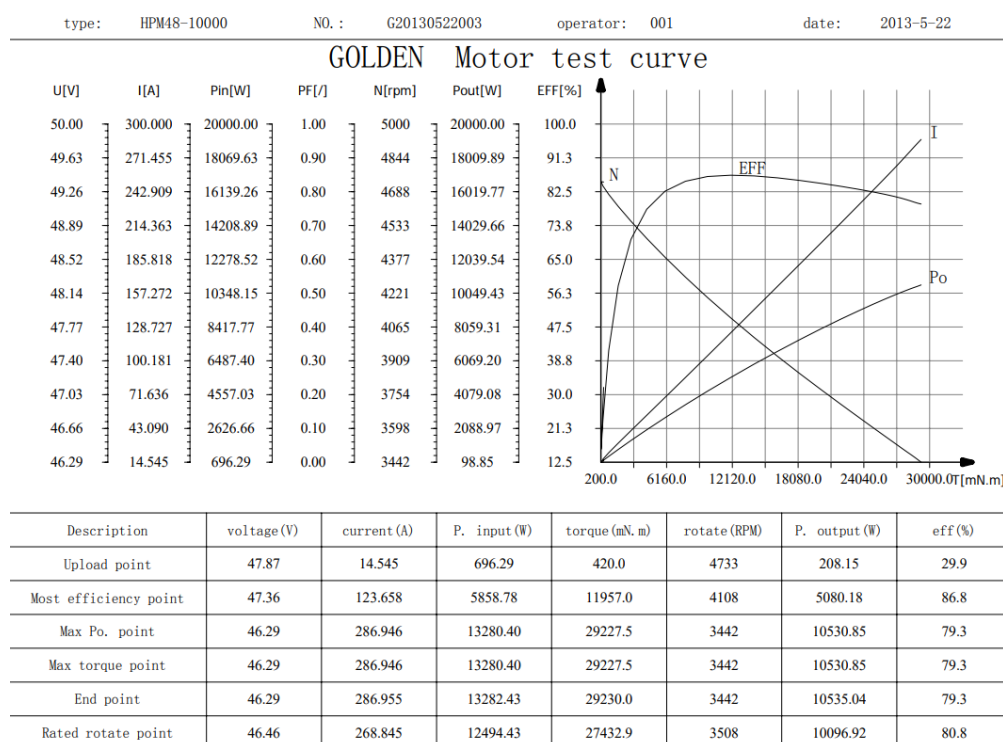 type: HPM48-10000 NO.: G20130522003 operator: 001 date: 2013-5-22
GOLDEN Motor test curve
U[V] I[A] Pin[W] PF[/] N[rpm] Pout[W] EFF[%]
50.00 300.000 20000.00 1.00 5000 20000.00 100.0
I
49.63 271.455 18069.63 0.90 4844 18009.89 91.3
N EFF
49.26 242.909 16139.26 0.80 4688 16019.77 82.5
48.89 214.363 14208.89 0.70 4533 14029.66 73.8
48.52 185.818 12278.52 0.60 4377 12039.54 65.0
Po
48.14 157.272 10348.15 0.50 4221 10049.43 56.3
47.77 128.727 8417.77 0.40 4065 8059.31 47.5
47.40 100.181 6487.40 0.30 3909 6069.20 38.8
47.03 71.636 4557.03 0.20 3754 4079.08 30.0
46.66 43.090 2626.66 0.10 3598 2088.97 21.3
46.29 14.545 696.29 0.00 3442 98.85 12.5
200.0 6160.0 12120.0 18080.0 24040.0 30000.0 T[mN.m]
Description voltage(V) current(A) P. input(W) torque(mN.m) rotate(RPM) P. output(W) eff(%)
Upload point 47.87 14.545 696.29 420.0 4733 208.15 29.9
Most efficiency point 47.36 123.658 5858.78 11957.0 4108 5080.18 86.8
Max Po. point 46.29 286.946 13280.40 29227.5 3442 10530.85 79.3
Max torque point 46.29 286.946 13280.40 29227.5 3442 10530.85 79.3
End point 46.29 286.955 13282.43 29230.0 3442 10535.04 79.3
Rated rotate point 46.46 268.845 12494.43 27432.9 3508 10096.92 80.8